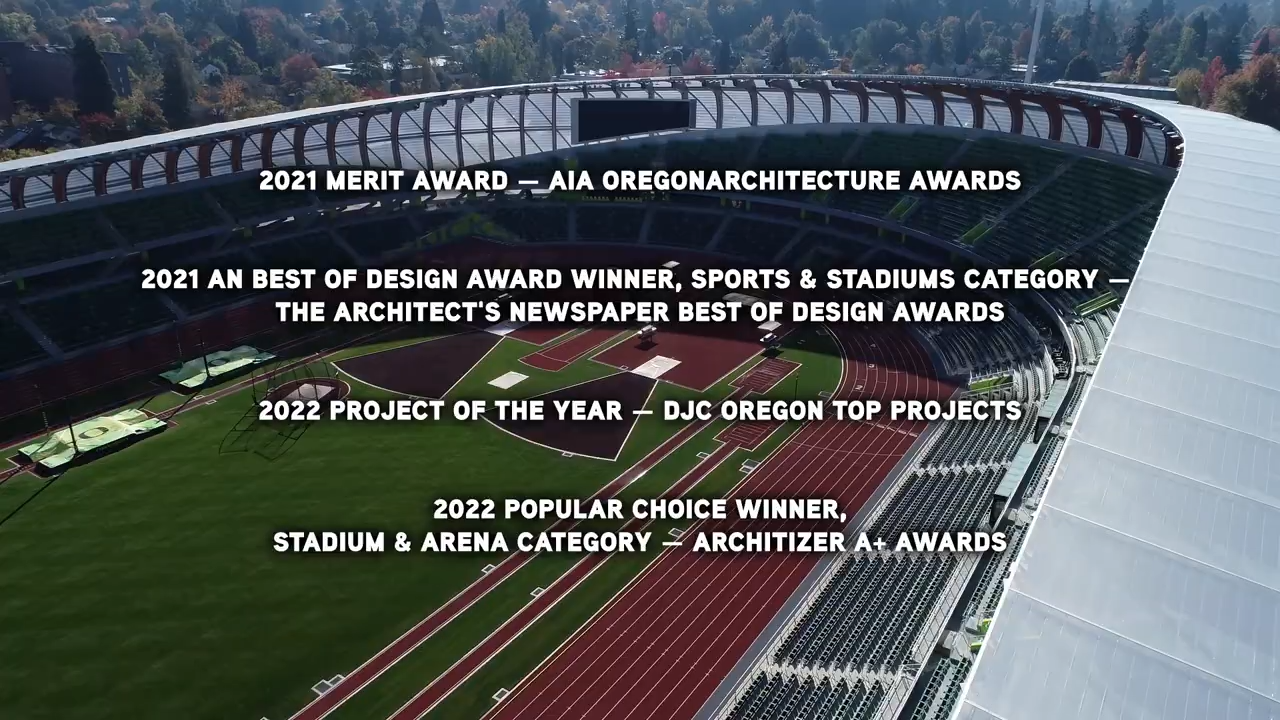 2021 MERIT AWARD — AIA OREGONARCHITECTURE AWARDS
2021 AN BEST OF DESIGN AWARD WINNER, SPORTS & STADIUMS CATEGORY —
THE ARCHITECT'S NEWSPAPER BEST OF DESIGN AWARDS
2022 PROJECT OF THE YEAR — DJC OREGON TOP PROJECTS
2022 POPULAR CHOICE WINNER,
STADIUM & ARENA CATEGORY — ARCHITIZER A+ AWARDS